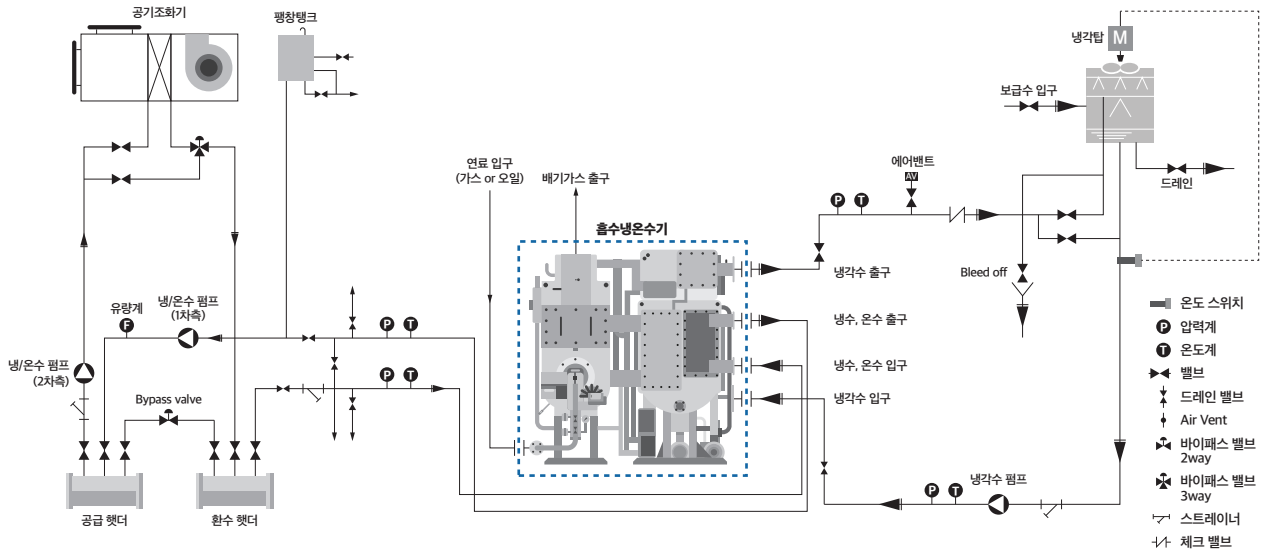 공기조화기
팽창탱크
냉각탑
M
보급수 입구
드레인
연료 입구
(가스 or 오일)
배기가스 출구
에어밴트
AV
P
T
흡수냉온수기
냉각수 출구
Bleed off
냉수, 온수 출구
냉수, 온수 입구
냉각수 입구
유량계
F
냉/온수 펌프
(1차측)
P
T
냉/온수 펌프
(2차측)
P
T
Bypass valve
공급 햇더
환수 햇더
냉각수 펌프
P
T
온도 스위치
P 압력계
T 온도계
밸브
드레인 밸브
Air Vent
바이패스 밸브
2way
바이패스 밸브
3way
스트레이너
체크 밸브